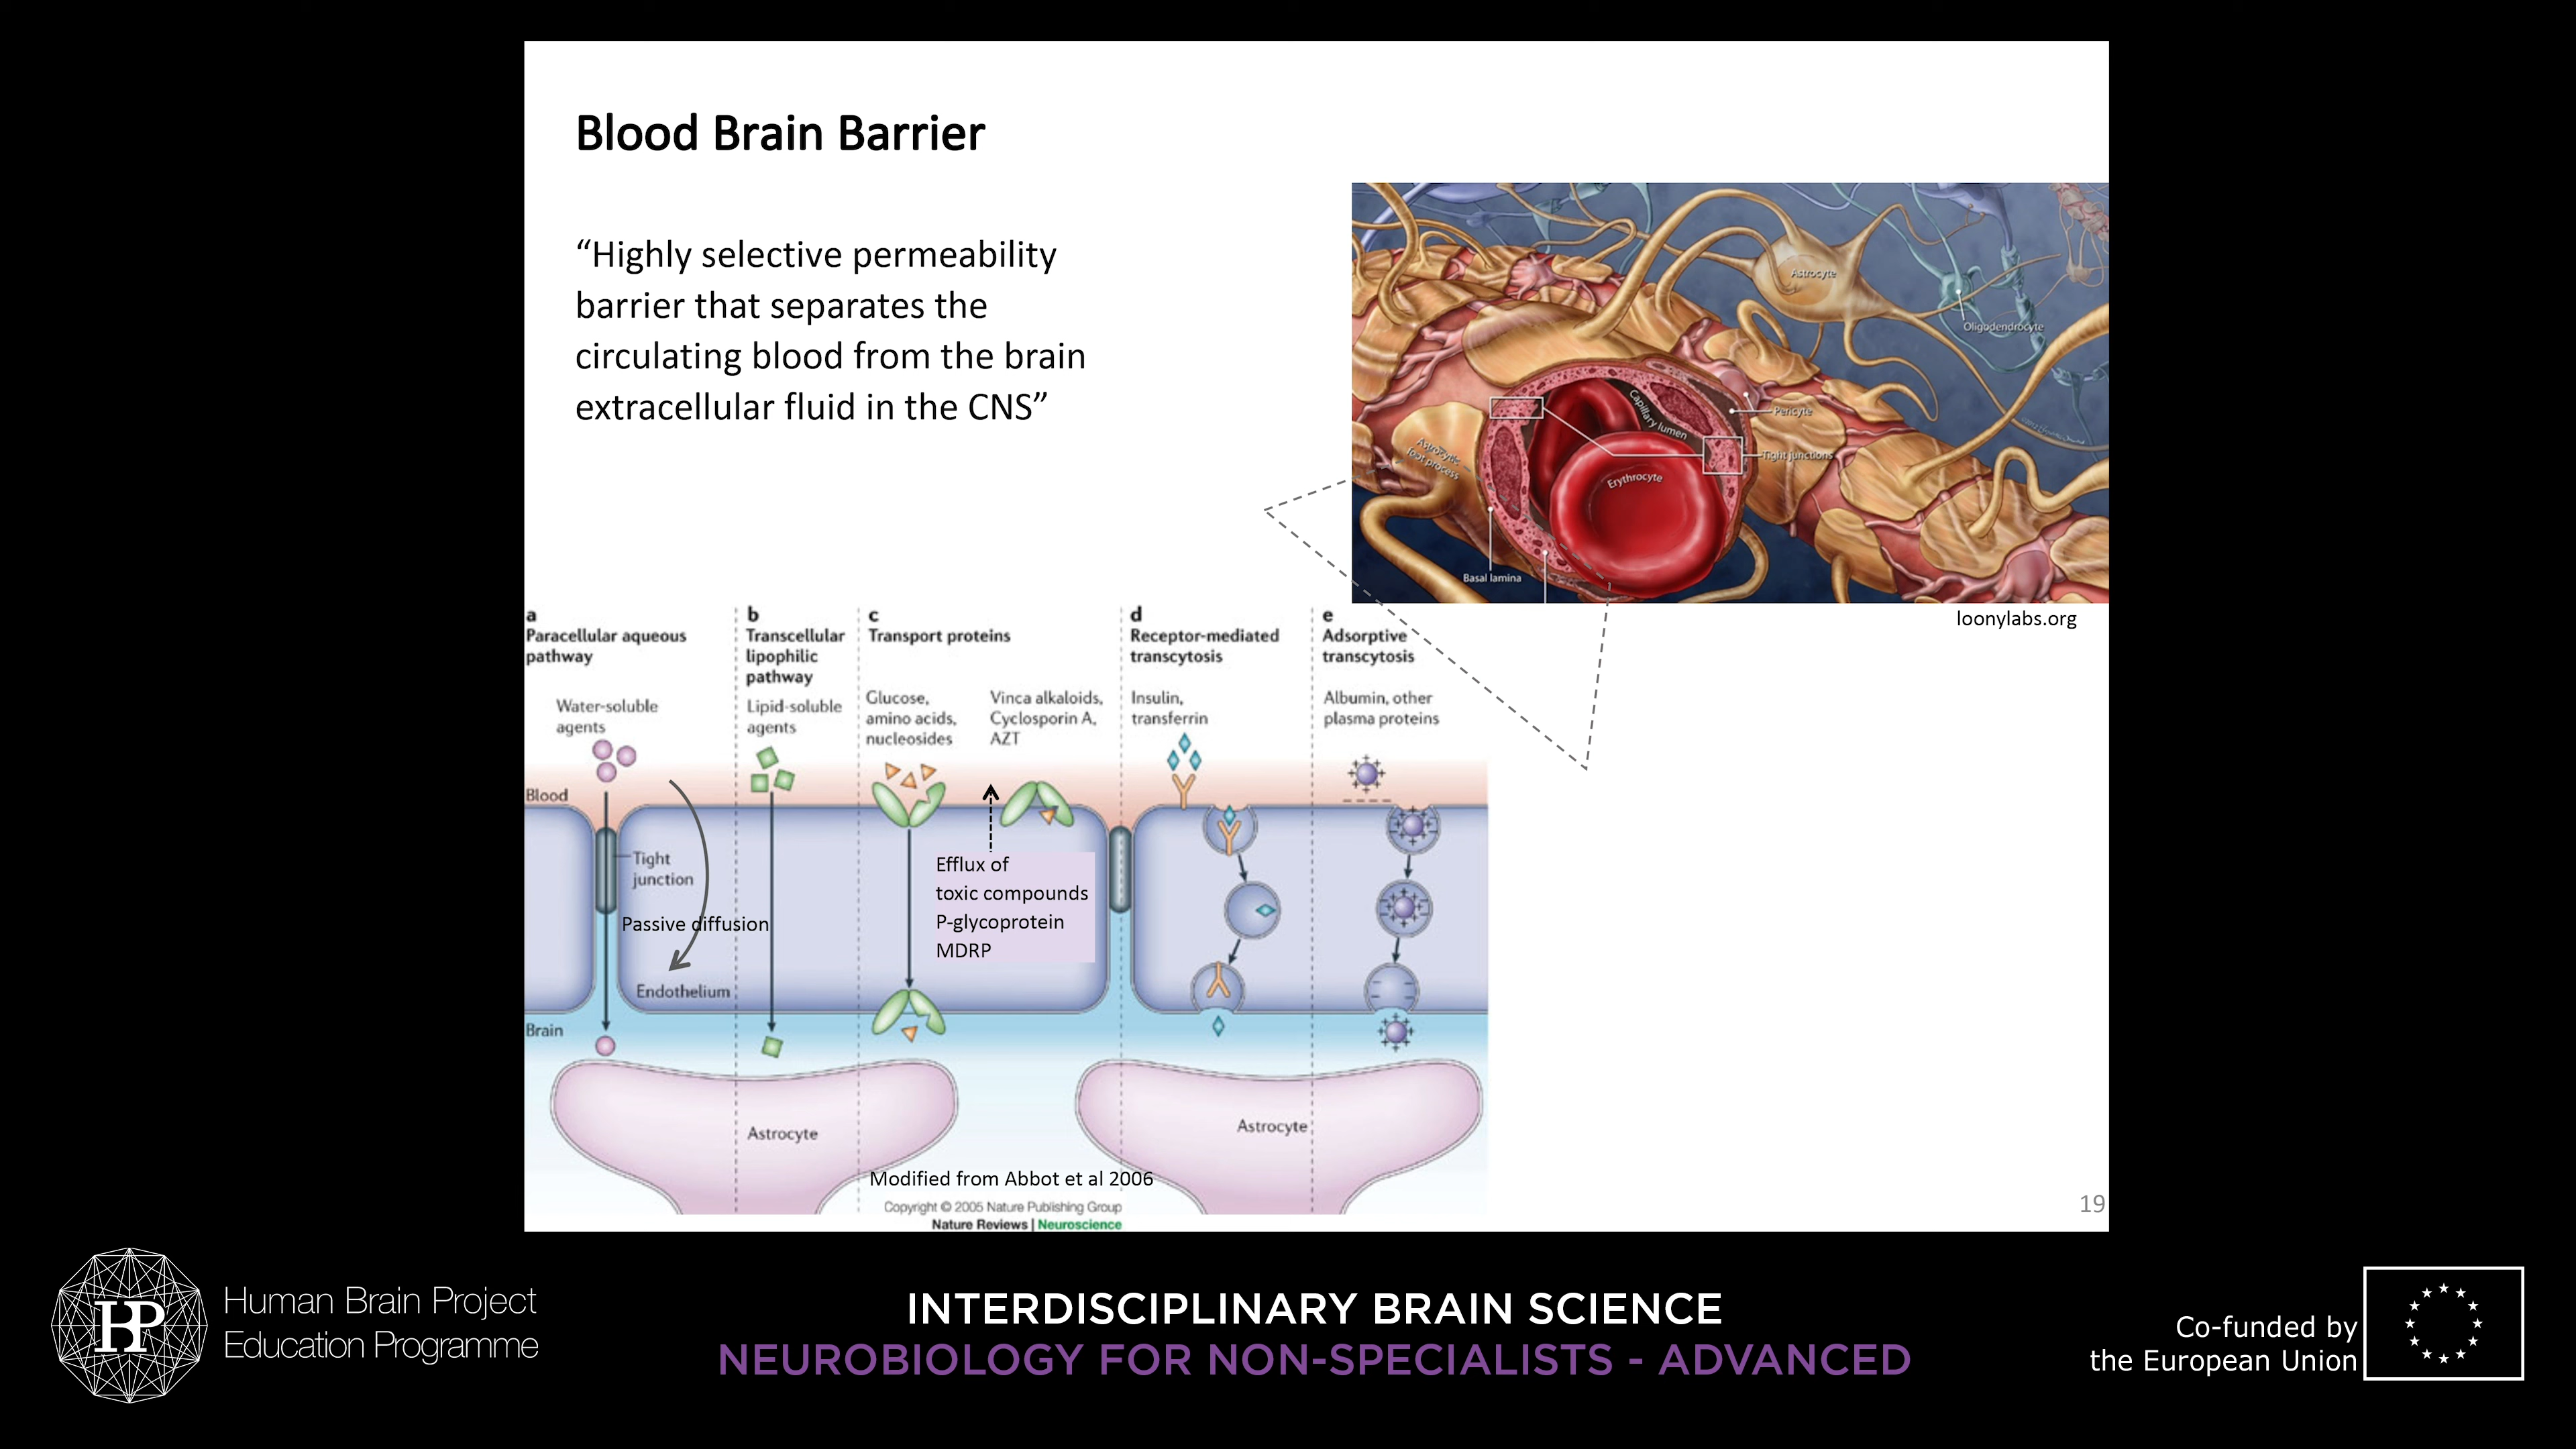 Blood Brain Barrier
“Highly selective permeability
barrier that separates the
circulating blood from the brain
extracellular fluid in the CNS”
Astrocyte
Oligodendrocyte
Capillary lumen
Pericyte
Tight junctions
Astrocytic
foot process
Erythrocyte
Basal lamina
loonylabs.org
a
Paracellular aqueous
pathway
Water-soluble
agents
b
Transcellular
lipophilic
pathway
Lipid-soluble
agents
c
Transport proteins
Glucose,
amino acids,
nucleosides
Vinca alkaloids,
Cyclosporin A,
AZT
d
Receptor-mediated
transcytosis
Insulin,
transferrin
e
Adsorptive
transcytosis
Albumin, other
plasma proteins
Blood
Tight
junction
Passive diffusion
Endothelium
Efflux of
toxic compounds
P-glycoprotein
MDRP
Brain
Astrocyte
Astrocyte
Modified from Abbot et al 2006
Copyright © 2005 Nature Publishing Group
Nature Reviews | Neuroscience
19
HBP
Human Brain Project
Education Programme
INTERDISCIPLINARY BRAIN SCIENCE
NEUROBIOLOGY FOR NON-SPECIALISTS - ADVANCED
Co-funded by
the European Union